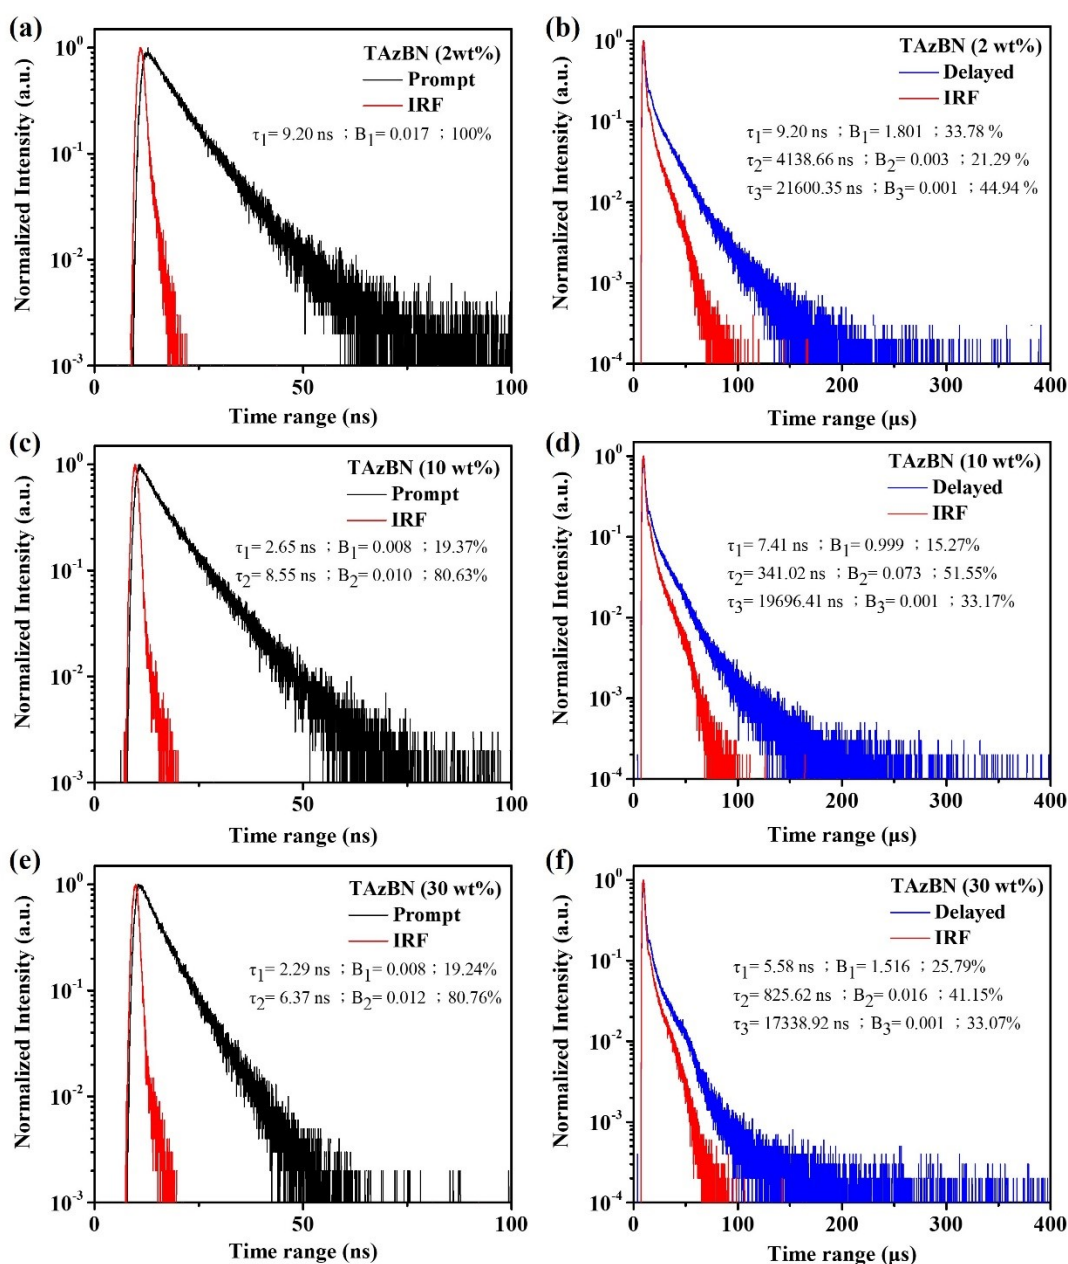 (a)
TAzBN (2wt%)
Prompt
IRF
τ1= 9.20 ns ；B1= 0.017 ；100%
Normalized Intensity (a.u.)
10^0
10^-1
10^-2
10^-3
0 50 100
Time range (ns)
(b)
TAzBN (2 wt%)
Delayed
IRF
τ1= 9.20 ns ；B1= 1.801 ；33.78 %
τ2= 4138.66 ns ；B2= 0.003 ；21.29 %
τ3= 21600.35 ns ；B3= 0.001 ；44.94 %
Normalized Intensity (a.u.)
10^0
10^-1
10^-2
10^-3
10^-4
0 100 200 300 400
Time range (μs)
(c)
TAzBN (10 wt%)
Prompt
IRF
τ1= 2.65 ns ；B1= 0.008 ；19.37%
τ2= 8.55 ns ；B2= 0.010 ；80.63%
Normalized Intensity (a.u.)
10^0
10^-1
10^-2
10^-3
0 50 100
Time range (ns)
(d)
TAzBN (10 wt%)
Delayed
IRF
τ1= 7.41 ns ；B1= 0.999 ；15.27%
τ2= 341.02 ns ；B2= 0.073 ；51.55%
τ3= 19696.41 ns ；B3= 0.001 ；33.17%
Normalized Intensity (a.u.)
10^0
10^-1
10^-2
10^-3
10^-4
0 100 200 300 400
Time range (μs)
(e)
TAzBN (30 wt%)
Prompt
IRF
τ1= 2.29 ns ；B1= 0.008 ；19.24%
τ2= 6.37 ns ；B2= 0.012 ；80.76%
Normalized Intensity (a.u.)
10^0
10^-1
10^-2
10^-3
0 50 100
Time range (ns)
(f)
TAzBN (30 wt%)
Delayed
IRF
τ1= 5.58 ns ；B1= 1.516 ；25.79%
τ2= 825.62 ns ；B2= 0.016 ；41.15%
τ3= 17338.92 ns ；B3= 0.001 ；33.07%
Normalized Intensity (a.u.)
10^0
10^-1
10^-2
10^-3
10^-4
0 100 200 300 400
Time range (μs)